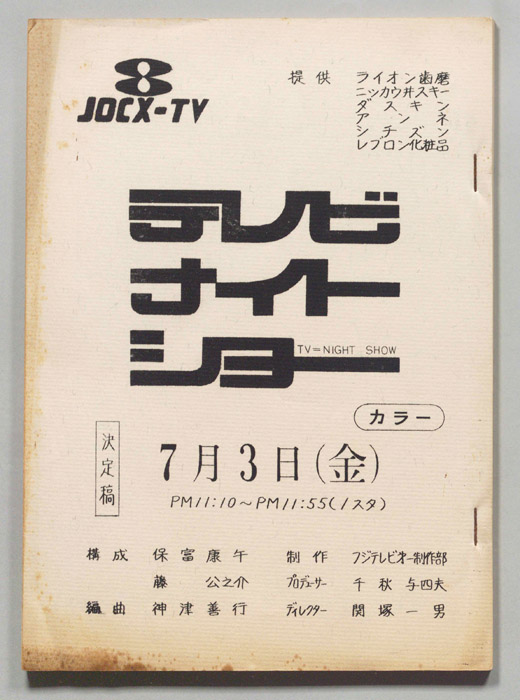 8
JOCX-TV
提供 ライオン歯磨
ニッカウ井スキー
ダスキン
アンネ
シチズン
レブロン化粧品
テレビ
ナイト
ショー
TV=NIGHT SHOW
カラー
決定稿
7月3日(金)
PM11:10〜PM11:55(1スタ)
構成 保富康午 制作 フジテレビ第一制作部
藤 公之介 プロデューサー 千秋与四夫
編曲 神津善行 ディレクター 関塚一男